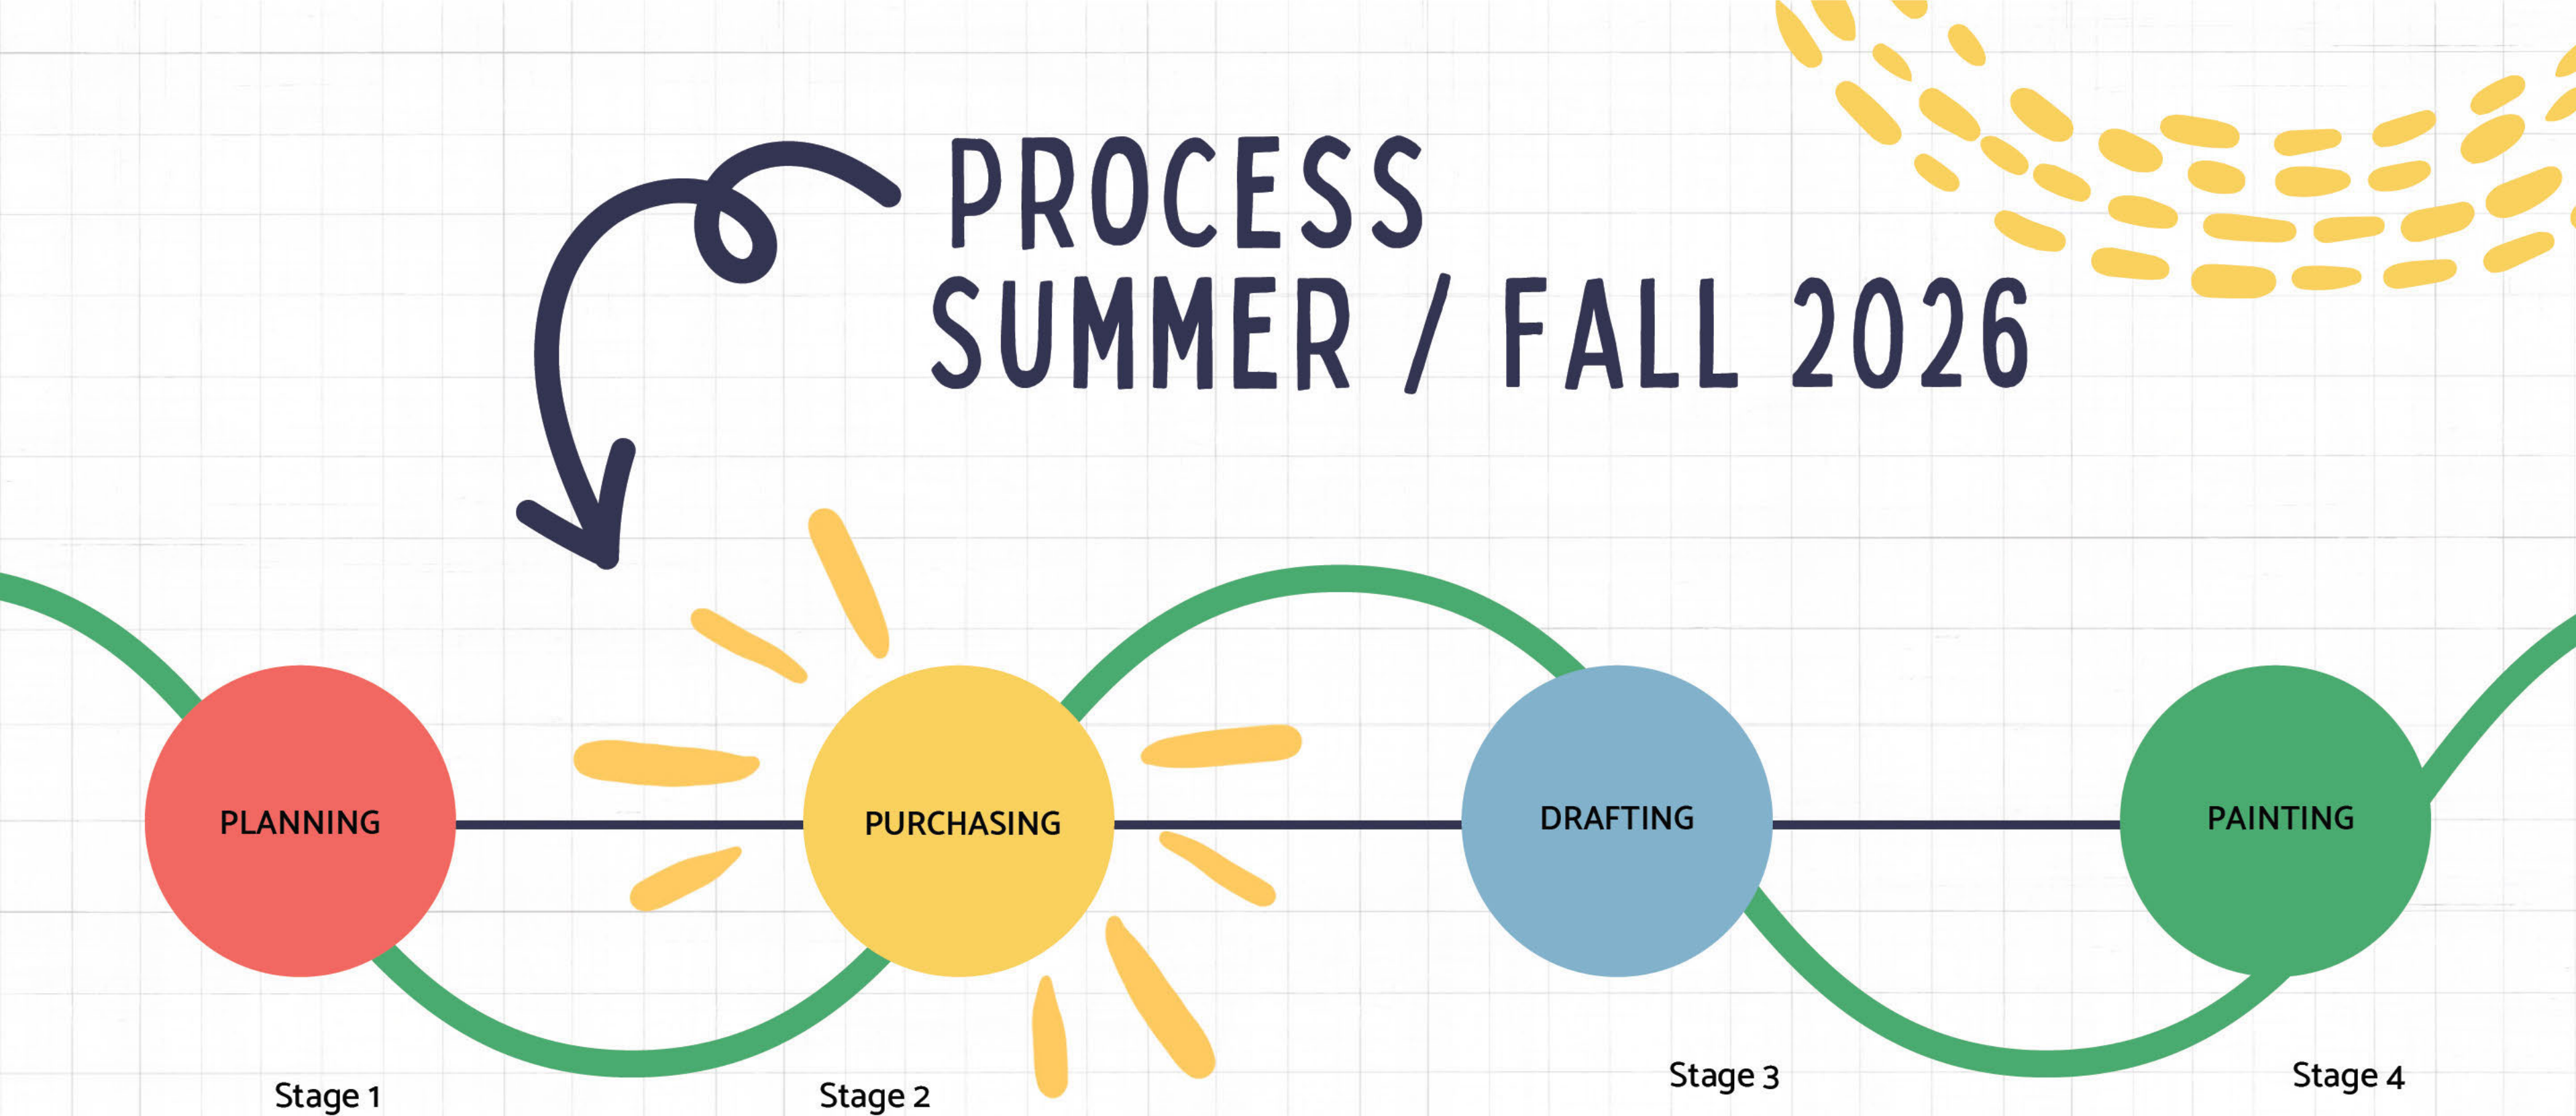 PROCESS
SUMMER / FALL 2026
PLANNING
PURCHASING
DRAFTING
PAINTING
Stage 1
Stage 2
Stage 3
Stage 4